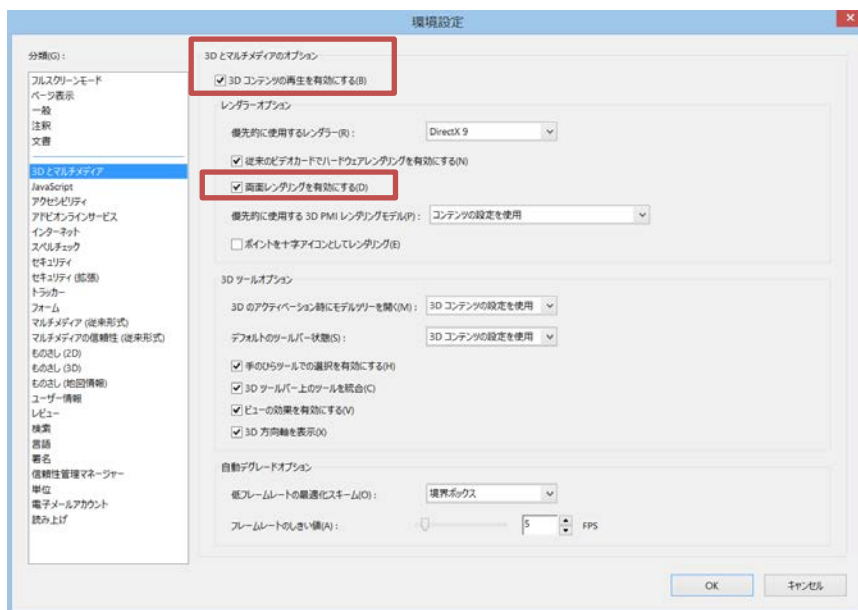 環境設定
分類(G):
フルスクリーンモード
ページ表示
一般
注釈
文書
3D とマルチメディア
JavaScript
アクセシビリティ
アドビオンラインサービス
インターネット
スペルチェック
セキュリティ
セキュリティ (拡張)
トラッカー
フォーム
マルチメディア (従来形式)
マルチメディアの信頼性 (従来形式)
ものさし (2D)
ものさし (3D)
ものさし (地図情報)
ユーザー情報
レビュー
検索
言語
署名
信頼性管理マネージャー
単位
電子メールアカウント
読み上げ
3D とマルチメディアのオプション
3D コンテンツの再生を有効にする(B)
レンダラーオプション
優先的に使用するレンダラー(R): DirectX 9
従来のビデオカードでハードウェアレンダリングを有効にする(N)
両面レンダリングを有効にする(D)
優先的に使用する 3D PMI レンダリングモデル(P): コンテンツの設定を使用
ポイントを十字アイコンとしてレンダリング(E)
3D ツールオプション
3D のアクティベーション時にモデルツリーを開く(M): 3D コンテンツの設定を使用
デフォルトのツールバー状態(S): 3D コンテンツの設定を使用
手のひらツールでの選択を有効にする(H)
3D ツールバー上のツールを統合(C)
ビューの効果を有効にする(V)
3D 方向軸を表示(X)
自動デグレードオプション
低フレームレートの最適化スキーム(O): 境界ボックス
フレームレートのしきい値(A): 5 FPS
OK キャンセル